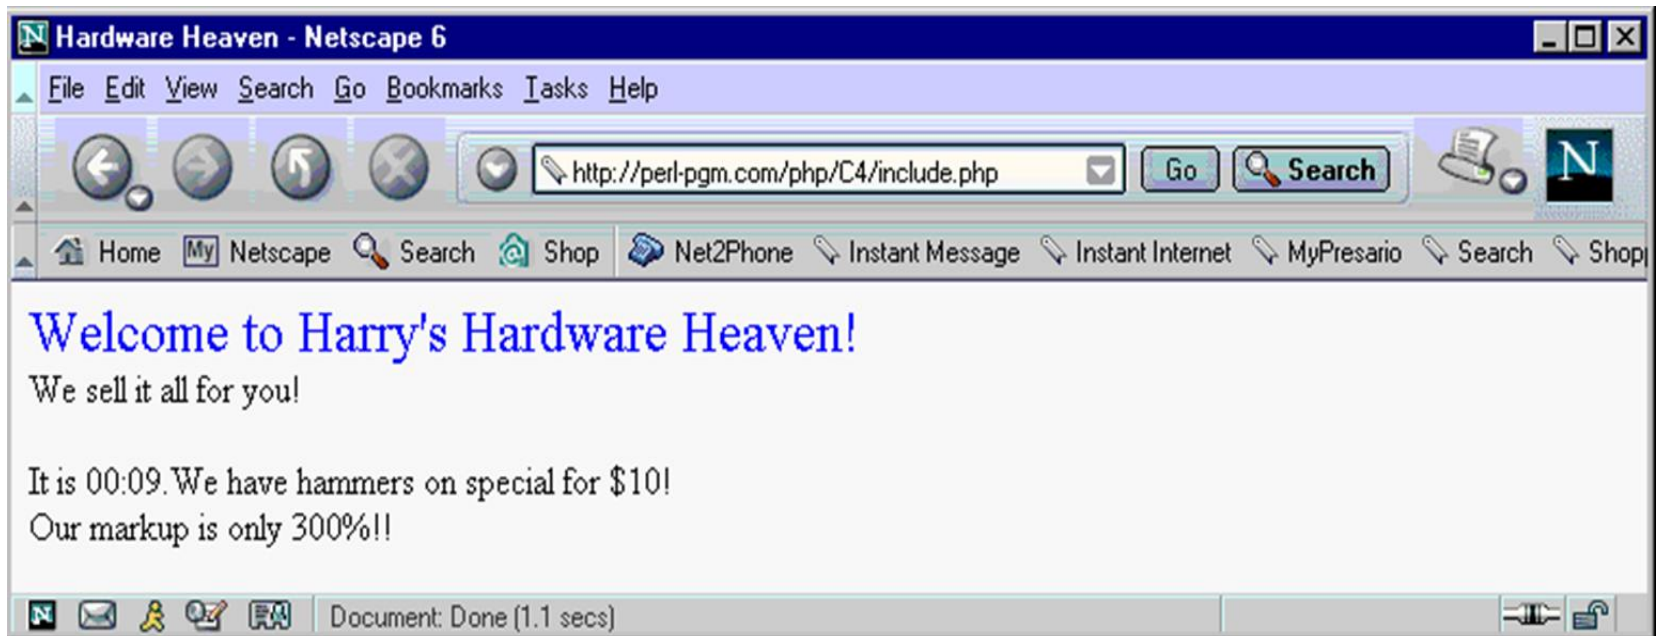 N Hardware Heaven - Netscape 6
File Edit View Search Go Bookmarks Tasks Help
http://perl-pgm.com/php/C4/include.php Go Search N
Home My Netscape Search Shop Net2Phone Instant Message Instant Internet MyPresario Search Shopp
Welcome to Harry's Hardware Heaven!
We sell it all for you!
It is 00:09.We have hammers on special for $10!
Our markup is only 300%!!
N Document: Done (1.1 secs)